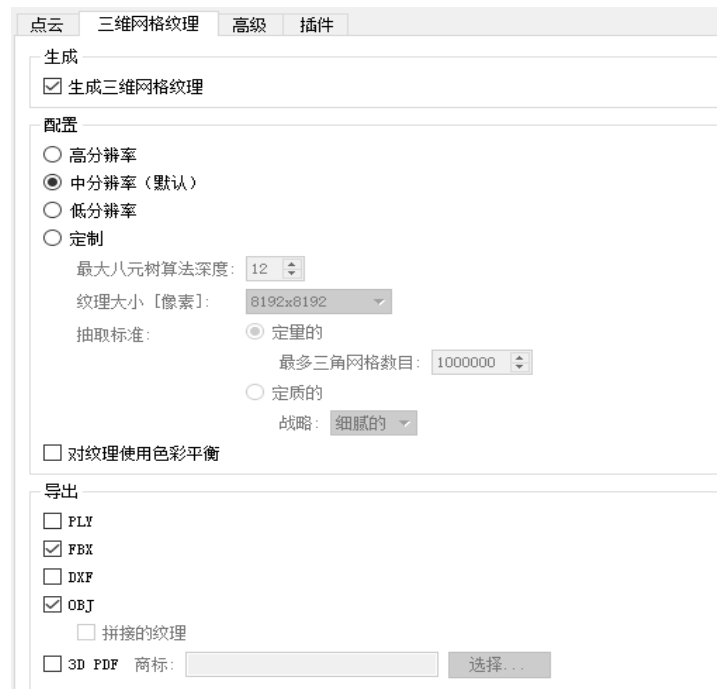 点云 三维网格纹理 高级 插件
生成
生成三维网格纹理
配置
高分辨率
中分辨率（默认）
低分辨率
定制
最大八元树算法深度: 12
纹理大小 [像素]: 8192x8192
抽取标准: 定量的
最多三角网格数目: 1000000
定质的
战略: 细腻的
对纹理使用色彩平衡
导出
PLY
FBX
DXF
OBJ
拼接的纹理
3D PDF 商标: 选择...